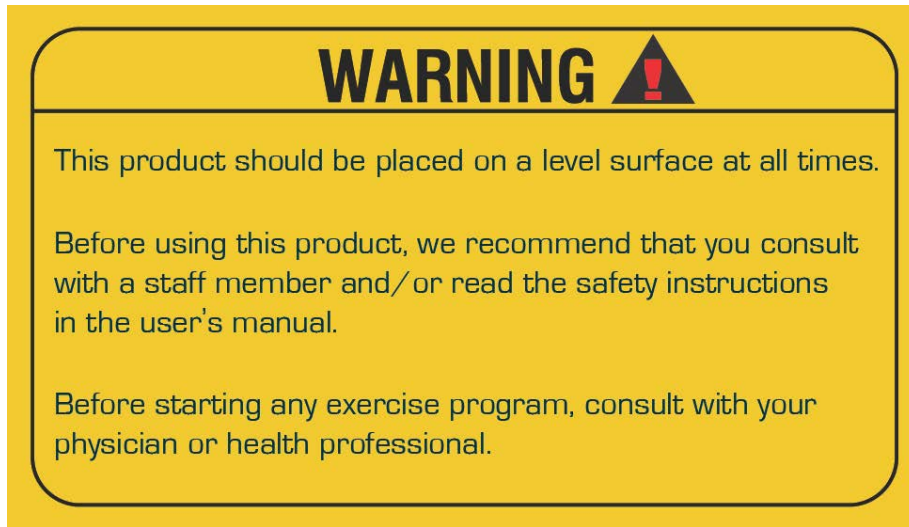 WARNING
This product should be placed on a level surface at all times.
Before using this product, we recommend that you consult
with a staff member and/or read the safety instructions
in the user's manual.
Before starting any exercise program, consult with your
physician or health professional.